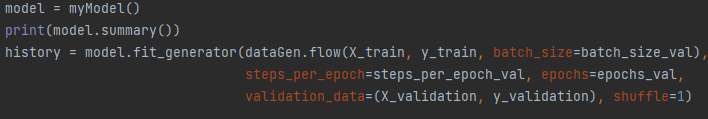 model = myModel()
print(model.summary())
history = model.fit_generator(dataGen.flow(X_train, y_train, batch_size=batch_size_val),
steps_per_epoch=steps_per_epoch_val, epochs=epochs_val,
validation_data=(X_validation, y_validation), shuffle=1)